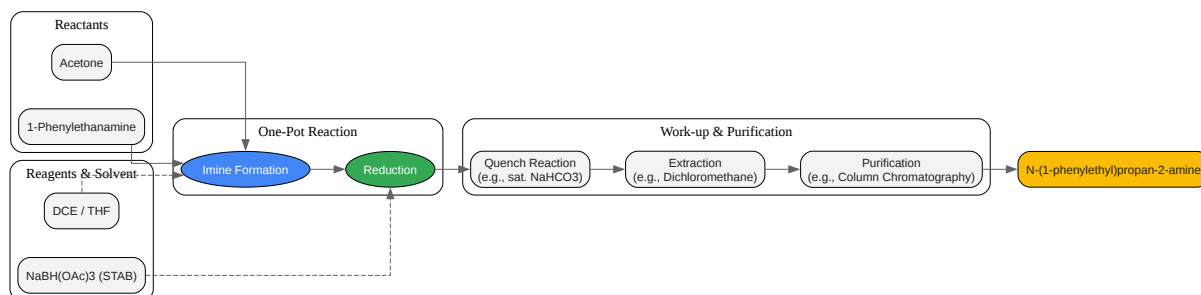 Reactants
Acetone
1-Phenylethanamine
Reagents & Solvent
DCE / THF
NaBH(OAc)3 (STAB)
One-Pot Reaction
Imine Formation
Reduction
Work-up & Purification
Quench Reaction
(e.g., sat. NaHCO3)
Extraction
(e.g., Dichloromethane)
Purification
(e.g., Column Chromatography)
N-(1-phenylethyl)propan-2-amine